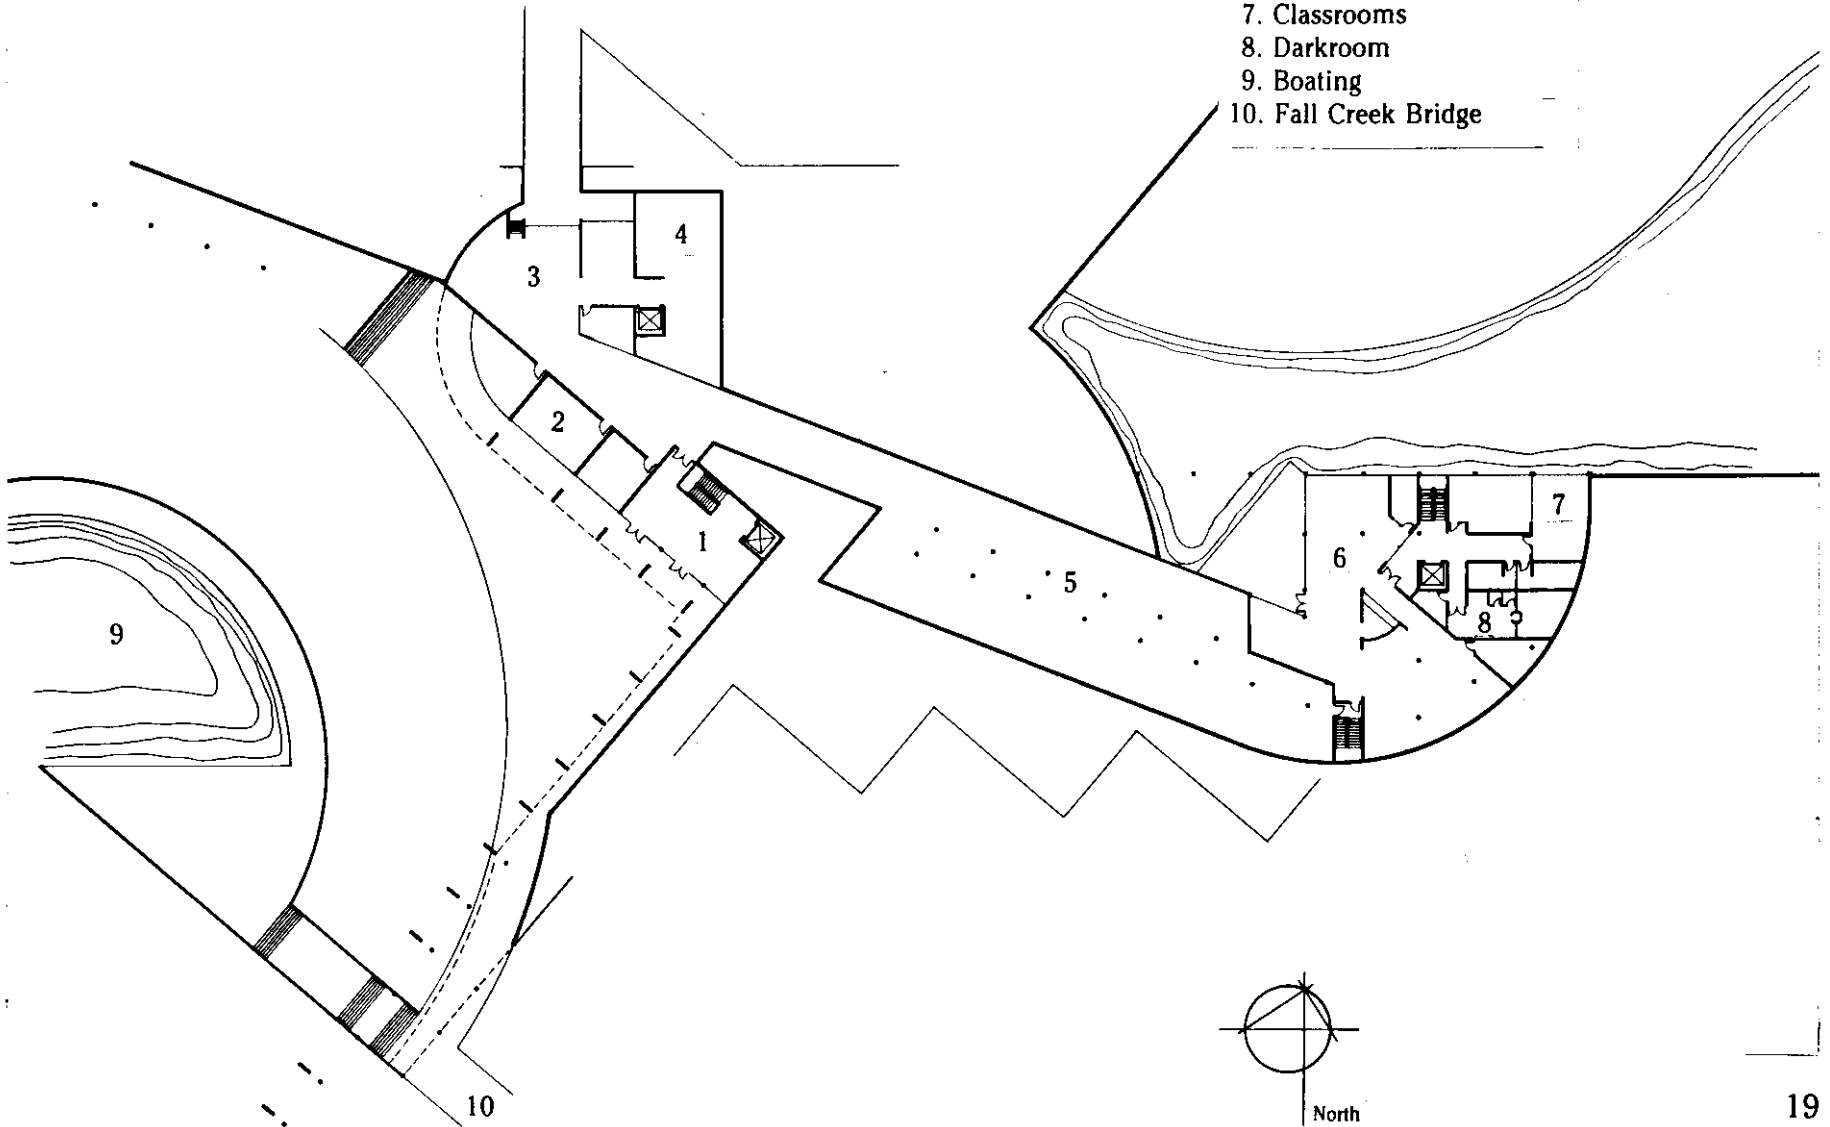 7. Classrooms
8. Darkroom
9. Boating
10. Fall Creek Bridge
4
3
2
1
7
6
5
8
9
10
North
19